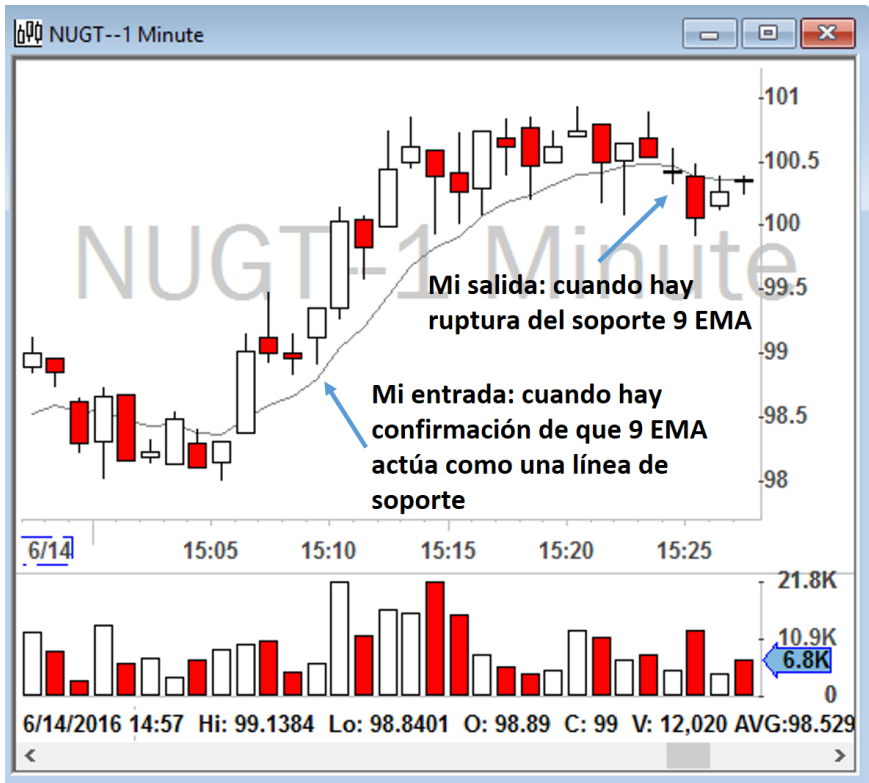 NUGT--1 Minute
101
100.5
100
99.5
99
98.5
98
NUGT--1 Minute
Mi salida: cuando hay
ruptura del soporte 9 EMA
Mi entrada: cuando hay
confirmación de que 9 EMA
actúa como una línea de
soporte
6/14 15:05 15:10 15:15 15:20 15:25
21.8K
10.9K
6.8K
0
6/14/2016 14:57 Hi: 99.1384 Lo: 98.8401 O: 98.89 C: 99 V: 12,020 AVG:98.529